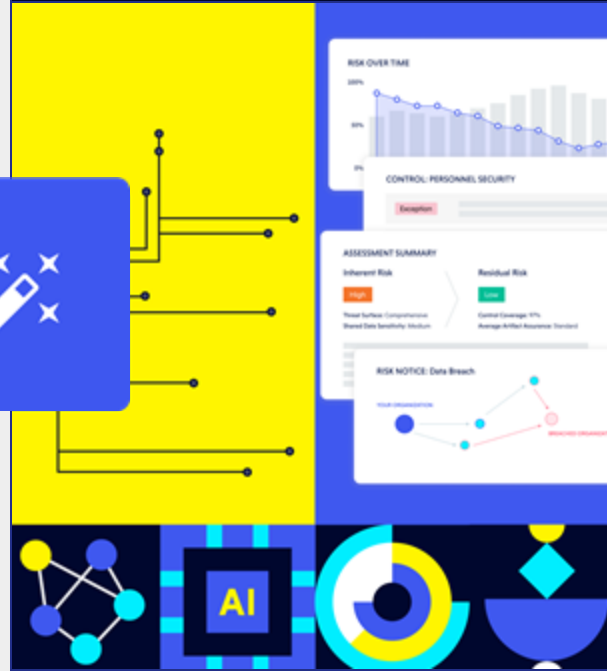 RISK OVER TIME
100%
50%
0%
CONTROL: PERSONNEL SECURITY
Exception
ASSESSMENT SUMMARY
Inherent Risk
Residual Risk
High
Low
Threat Surface: Comprehensive
Control Coverage: 97%
Shared Data Sensitivity: Medium
Average Artifact Assurance: Standard
RISK NOTICE: Data Breach
YOUR ORGANIZATION
BREACHED
AI